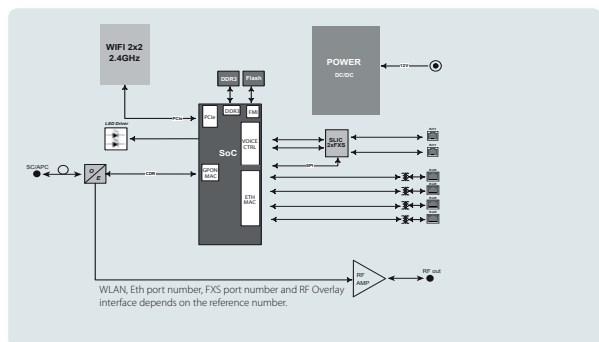 WIFI 2x2
2.4GHz
POWER
DC/DC
12V
DDR3
Flash
LED Driver
PCIe
PCIe
DDR3
FMI
SoC
VOICE
CTRL
SLIC
2xFXS
SPI
SC/APC
O
E
CDR
GPON
MAC
ETH
MAC
RF
AMP
RF out
WLAN, Eth port number, FXS port number and RF Overlay
interface depends on the reference number.